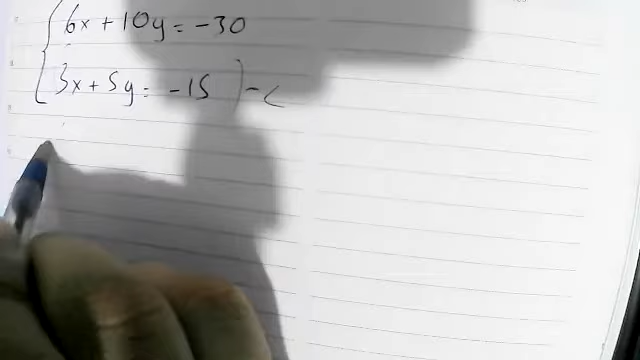 6x + 10y = -30
3x + 5y = -15